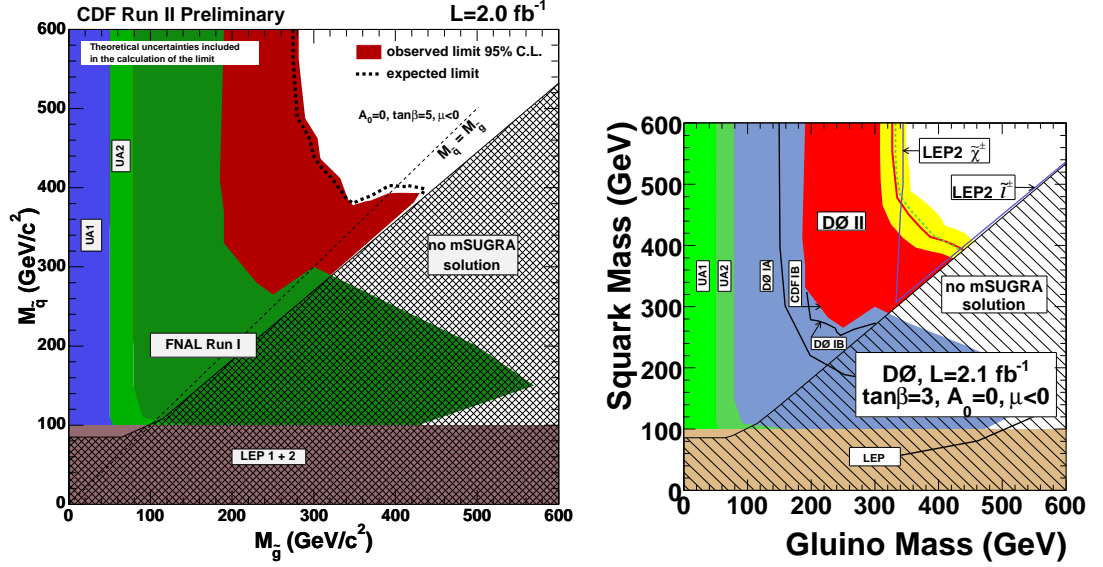 CDF Run II Preliminary
L=2.0 fb⁻¹
Theoretical uncertainties included
in the calculation of the limit
observed limit 95% C.L.
expected limit
A₀=0, tanβ=5, μ<0
M_q̃ = M_g̃
UA1
UA2
no mSUGRA
solution
FNAL Run I
LEP 1 + 2
M_q̃ (GeV/c²)
600
500
400
300
200
100
0
0 100 200 300 400 500 600
M_g̃ (GeV/c²)
Squark Mass (GeV)
600
500
400
300
200
100
0
LEP2 χ̃±
LEP2 l̃±
DØ II
UA1
UA2
DØ IA
CDF IB
DØ IB
no mSUGRA
solution
DØ, L=2.1 fb⁻¹
tanβ=3, A₀=0, μ<0
LEP
0 100 200 300 400 500 600
Gluino Mass (GeV)